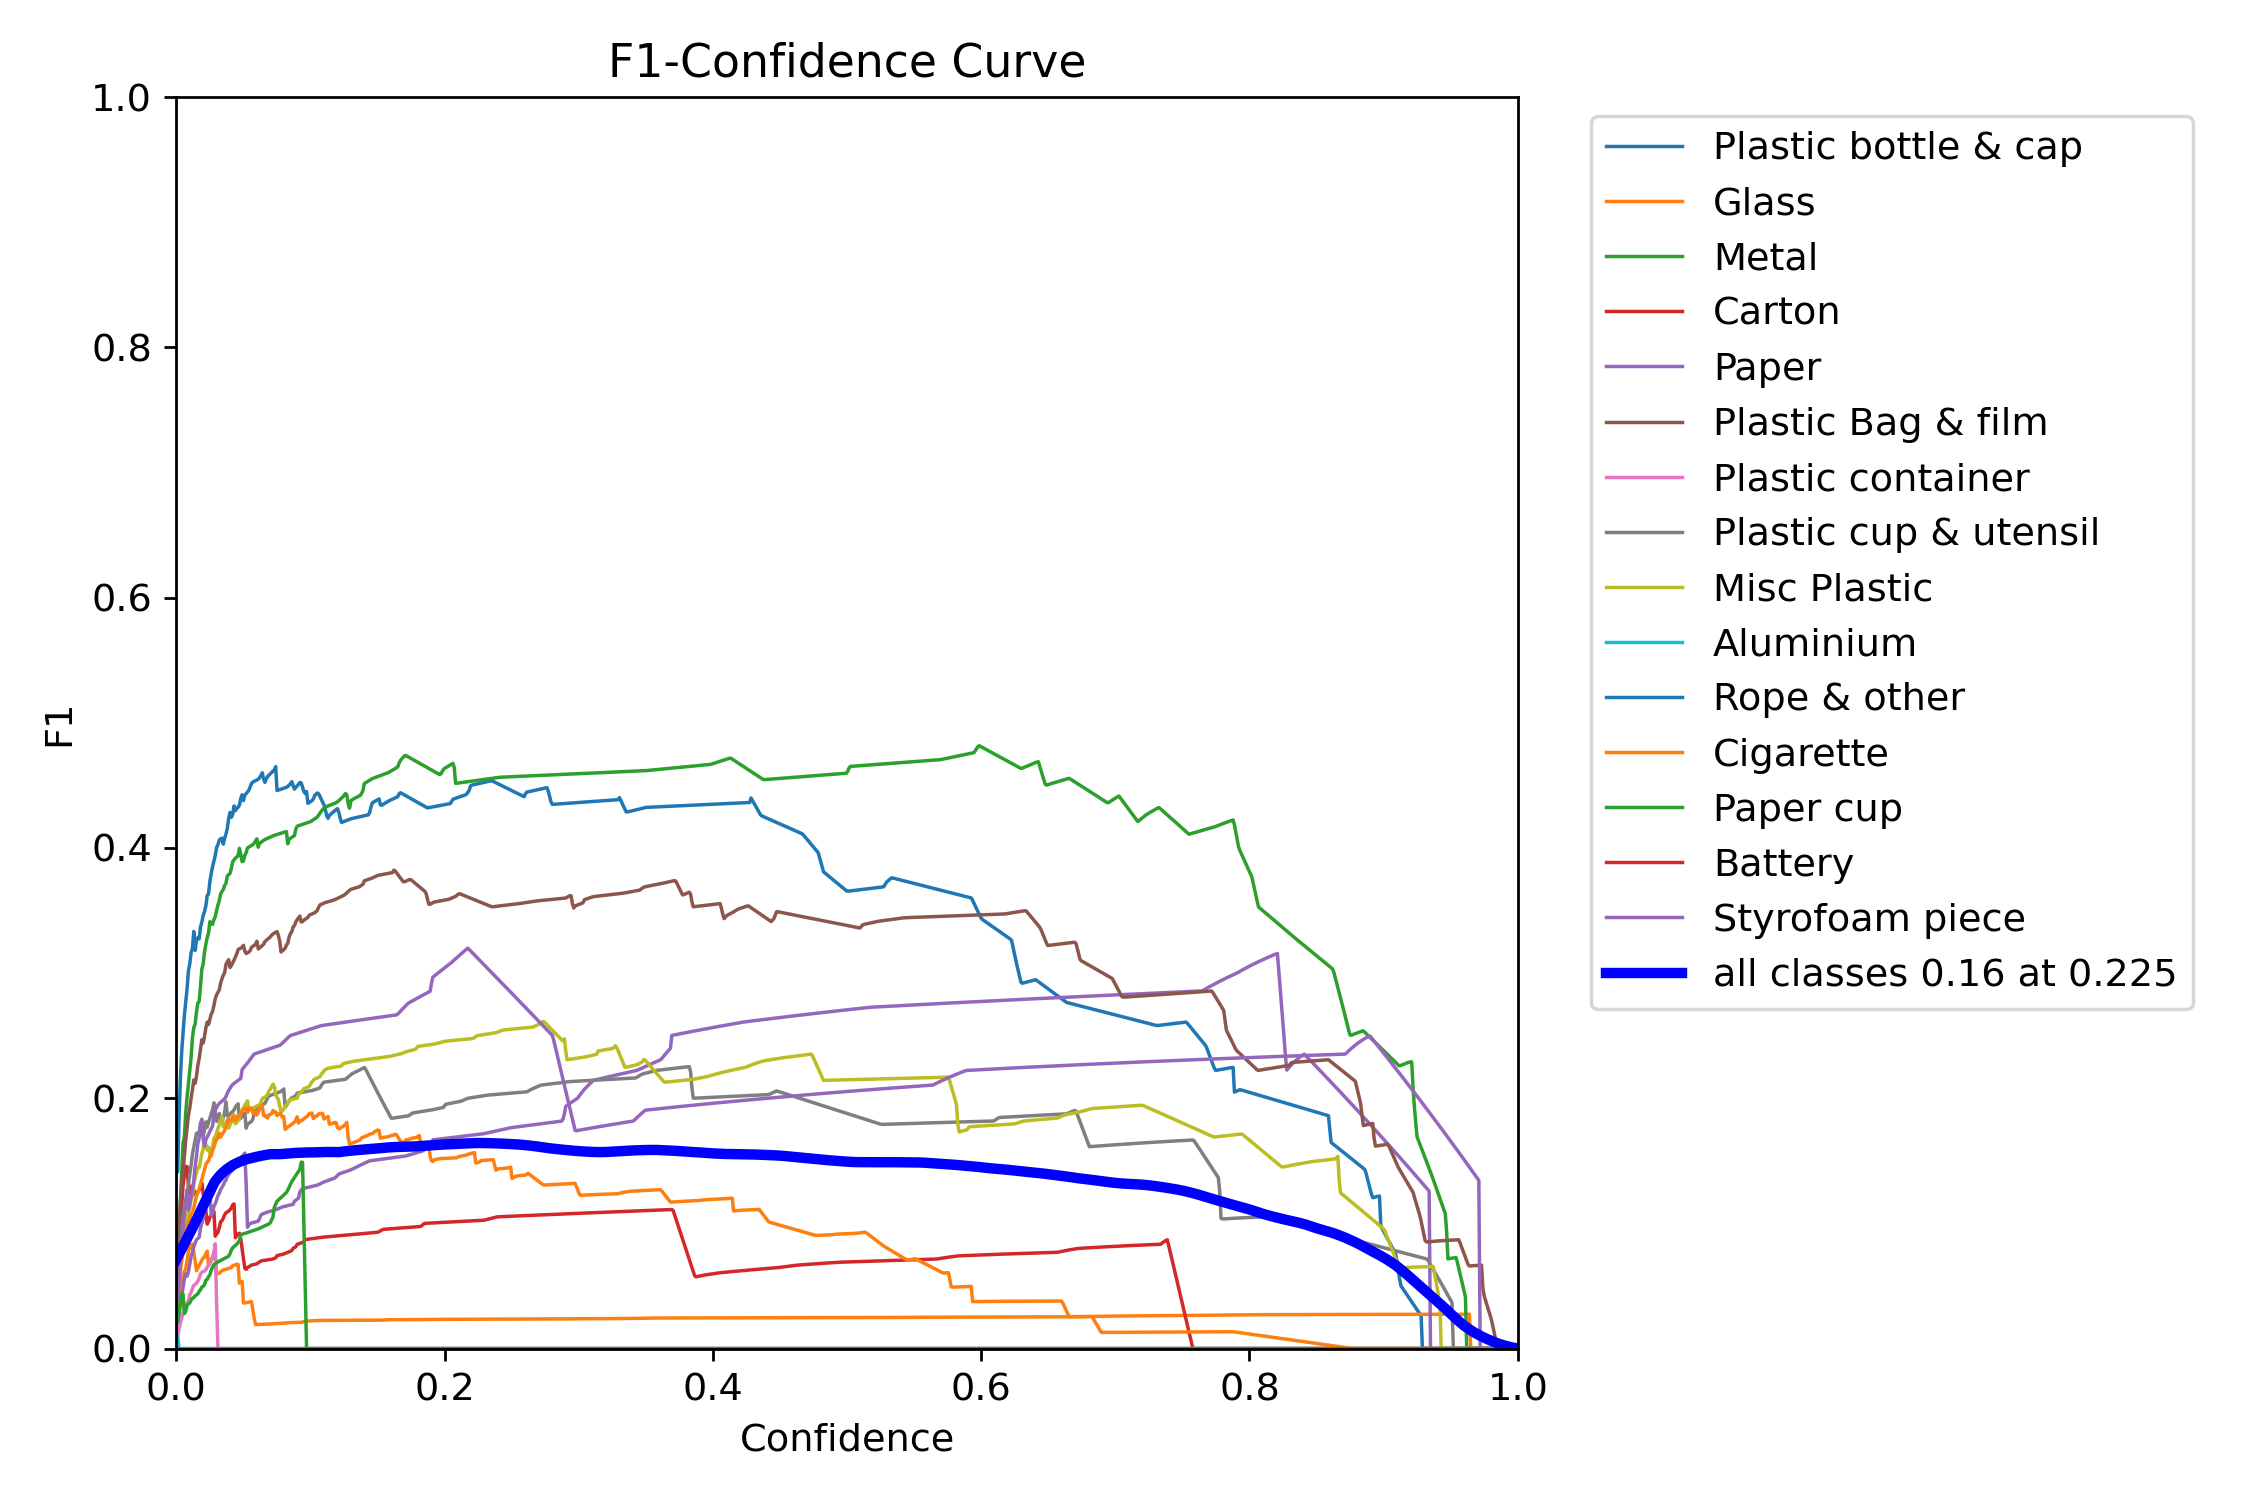 F1-Confidence Curve
1.0
0.8
0.6
0.4
0.2
0.0
F1
0.0 0.2 0.4 0.6 0.8 1.0
Confidence
Plastic bottle & cap
Glass
Metal
Carton
Paper
Plastic Bag & film
Plastic container
Plastic cup & utensil
Misc Plastic
Aluminium
Rope & other
Cigarette
Paper cup
Battery
Styrofoam piece
all classes 0.16 at 0.225